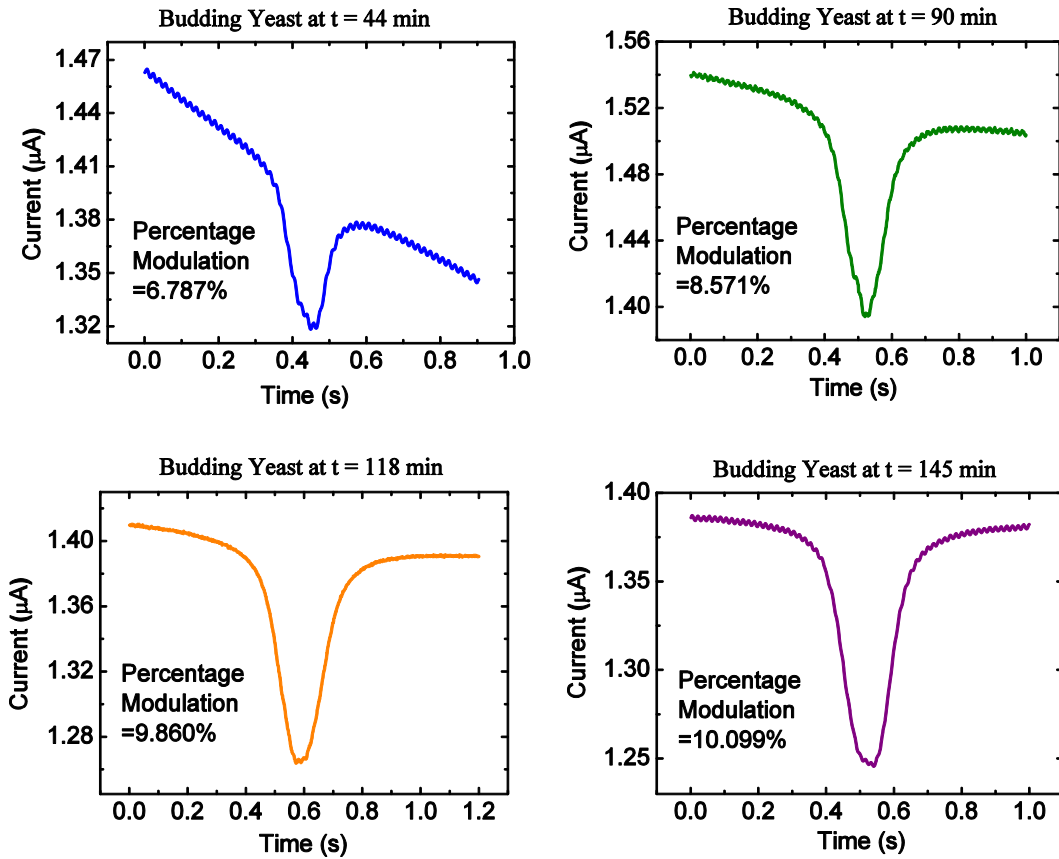 Budding Yeast at t = 44 min
1.47
1.44
1.41
1.38
1.35
1.32
Current (µA)
Percentage
Modulation
=6.787%
0.0 0.2 0.4 0.6 0.8 1.0
Time (s)
Budding Yeast at t = 90 min
1.56
1.52
1.48
1.44
1.40
Current (µA)
Percentage
Modulation
=8.571%
0.0 0.2 0.4 0.6 0.8 1.0
Time (s)
Budding Yeast at t = 118 min
1.40
1.36
1.32
1.28
Current (µA)
Percentage
Modulation
=9.860%
0.0 0.2 0.4 0.6 0.8 1.0 1.2
Time (s)
Budding Yeast at t = 145 min
1.40
1.35
1.30
1.25
Current (µA)
Percentage
Modulation
=10.099%
0.0 0.2 0.4 0.6 0.8 1.0
Time (s)